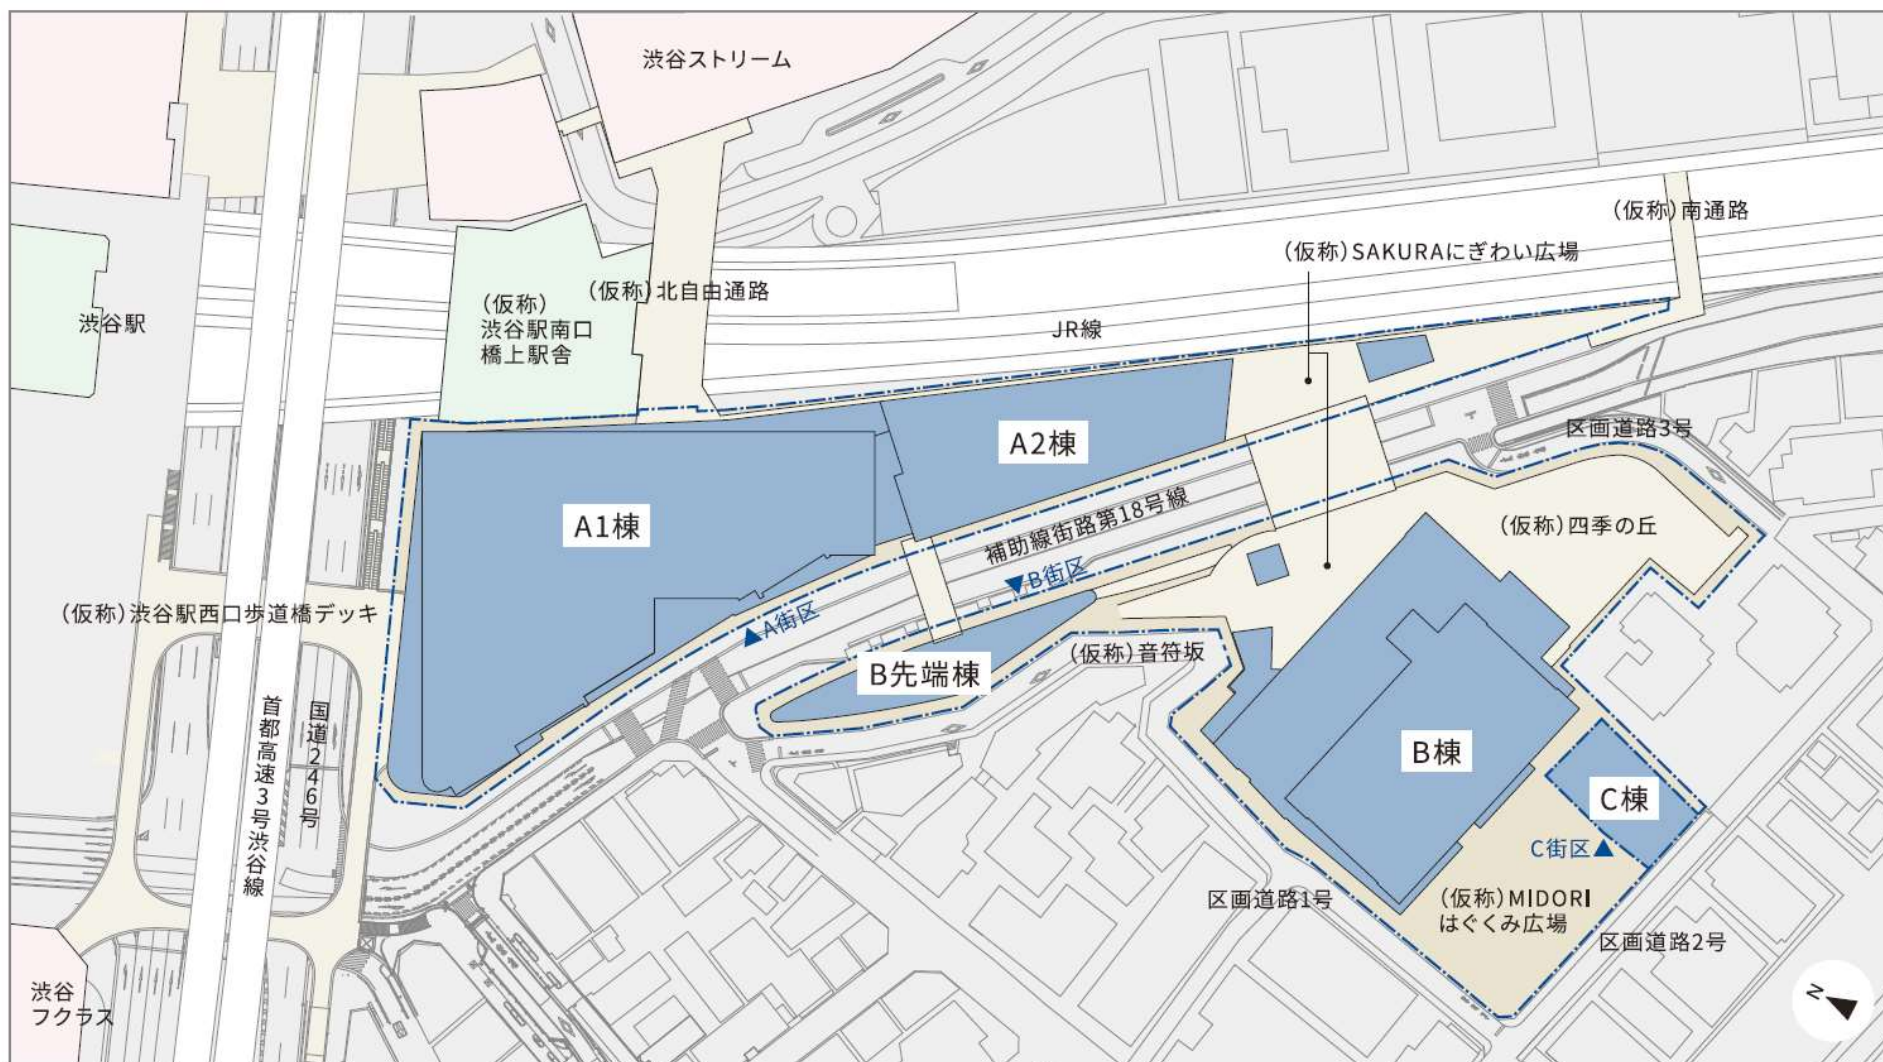 渋谷ストリーム
(仮称)南通路
(仮称)SAKURAにぎわい広場
(仮称)北自由通路
(仮称)
渋谷駅南口
橋上駅舎
渋谷駅
JR線
A2棟
区画道路3号
A1棟
補助線街路第18号線
(仮称)四季の丘
▼B街区
(仮称)渋谷駅西口歩道橋デッキ
▲A街区
(仮称)音符坂
B先端棟
首都高速3号渋谷線
国道246号
B棟
C棟
C街区▲
区画道路1号
(仮称)MIDORI
はぐくみ広場
区画道路2号
渋谷
フクラス
N